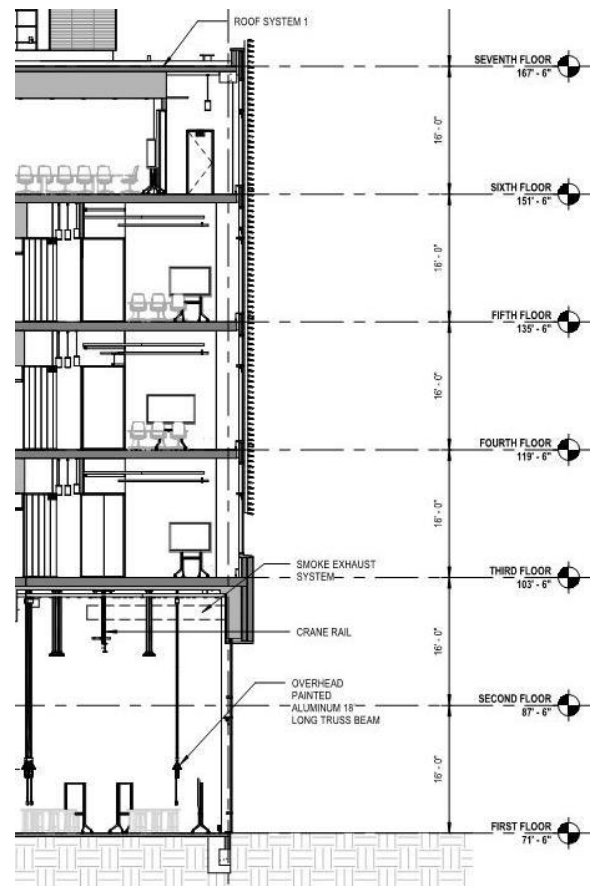 ROOF SYSTEM 1
SEVENTH FLOOR
167' - 6"
16' - 0"
SIXTH FLOOR
151' - 6"
16' - 0"
FIFTH FLOOR
135' - 6"
16' - 0"
FOURTH FLOOR
119' - 6"
16' - 0"
SMOKE EXHAUST
SYSTEM
THIRD FLOOR
103' - 6"
CRANE RAIL
16' - 0"
OVERHEAD
PAINTED
ALUMINUM 18
LONG TRUSS BEAM
SECOND FLOOR
87' - 6"
16' - 0"
FIRST FLOOR
71' - 6"